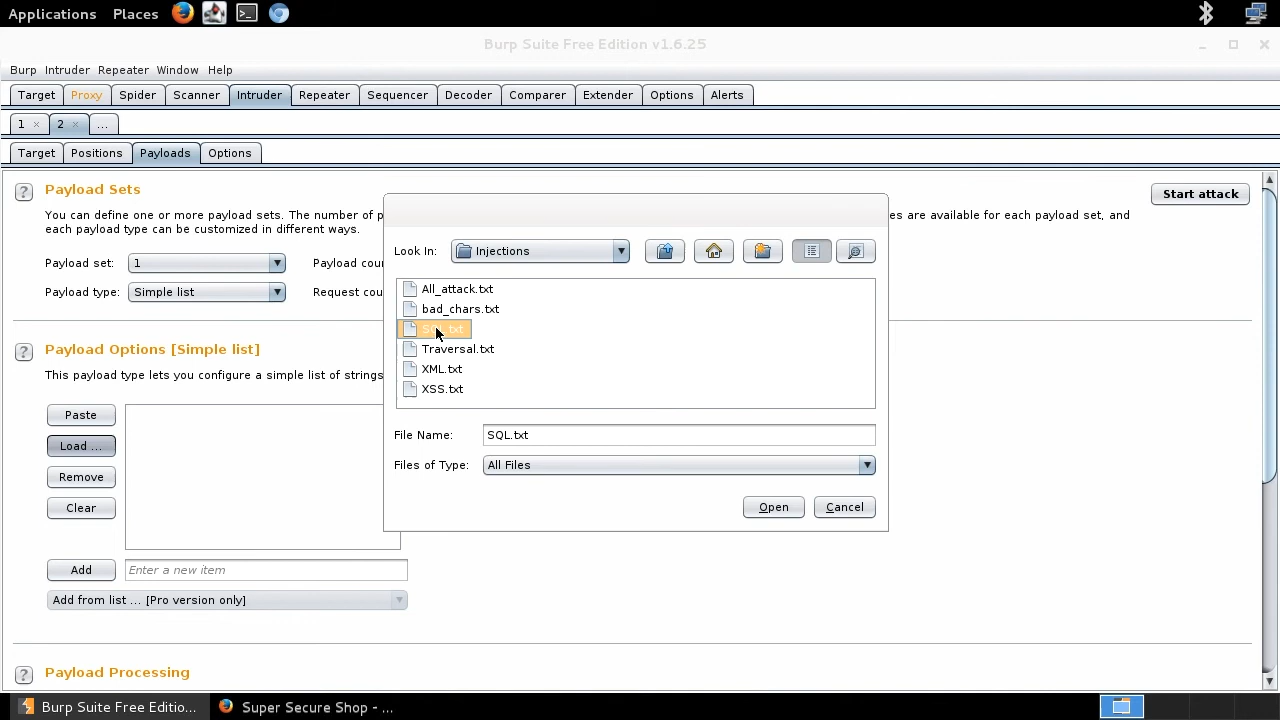 Applications Places
Burp Suite Free Edition v1.6.25
Burp Intruder Repeater Window Help
Target Proxy Spider Scanner Intruder Repeater Sequencer Decoder Comparer Extender Options Alerts
1 × 2 × ...
Target Positions Payloads Options
? Payload Sets
Start attack
You can define one or more payload sets. The number of p
es are available for each payload set, and
each payload type can be customized in different ways.
Payload set: 1 Payload cou
Payload type: Simple list Request cou
? Payload Options [Simple list]
This payload type lets you configure a simple list of strings
Paste
Load ...
Remove
Clear
Add Enter a new item
Add from list ... [Pro version only]
? Payload Processing
Look In: Injections
All_attack.txt
bad_chars.txt
SQL.txt
Traversal.txt
XML.txt
XSS.txt
File Name: SQL.txt
Files of Type: All Files
Open Cancel
Burp Suite Free Editio... Super Secure Shop - ...